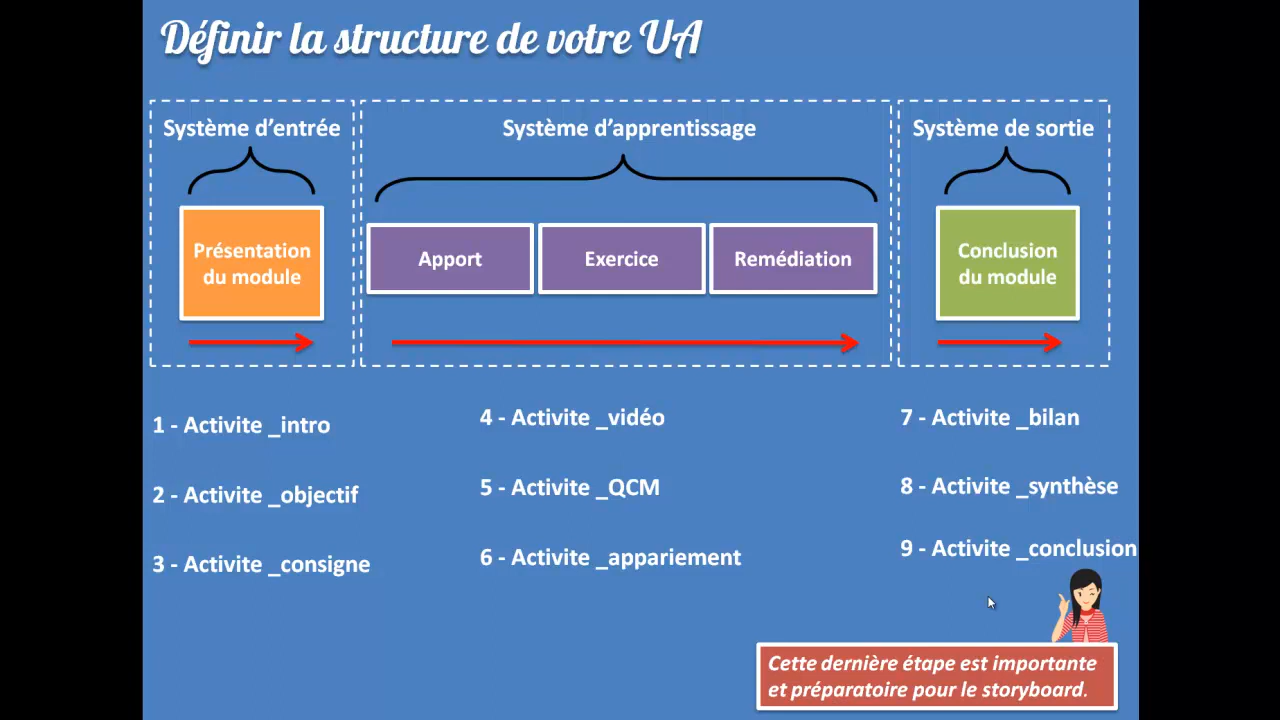 Définir la structure de votre UA
Système d'entrée
Système d'apprentissage
Système de sortie
Présentation
du module
Apport
Exercice
Remédiation
Conclusion
du module
1 - Activite _intro
2 - Activite _objectif
3 - Activite _consigne
4 - Activite _vidéo
5 - Activite _QCM
6 - Activite _appariement
7 - Activite _bilan
8 - Activite _synthèse
9 - Activite _conclusion
Cette dernière étape est importante
et préparatoire pour le storyboard.